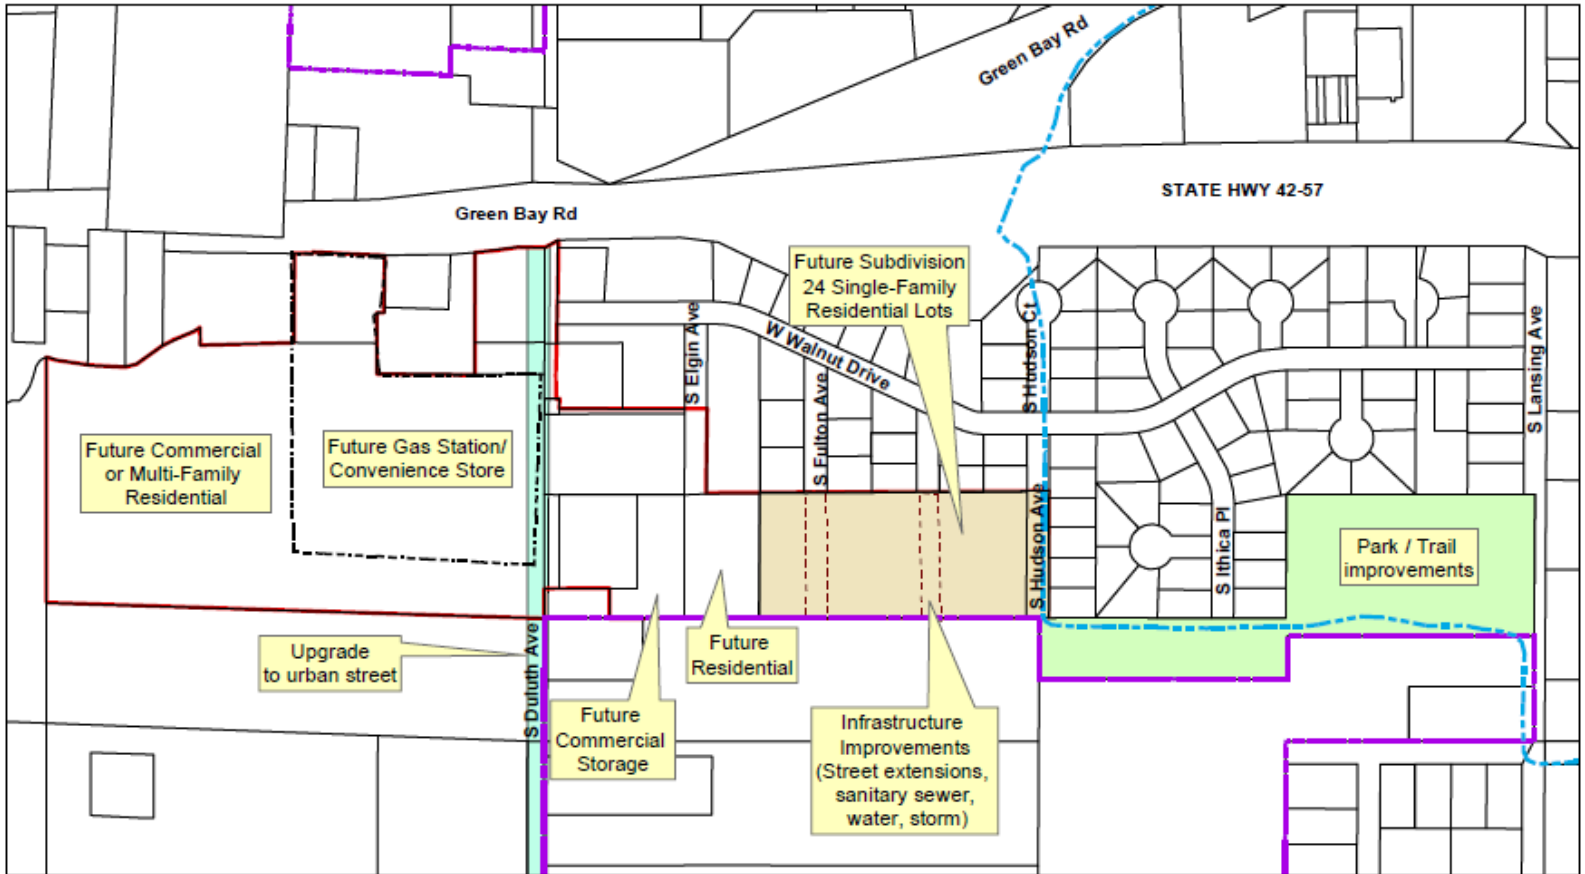 Green Bay Rd
STATE HWY 42-57
Green Bay Rd
Future Subdivision
24 Single-Family
Residential Lots
S Elgin Ave
W Walnut Drive
S Fulton Ave
S Hudson Ct
S Lansing Ave
Future Commercial
or Multi-Family
Residential
Future Gas Station/
Convenience Store
S Hudson Ave
S Ithica Pl
Park / Trail
improvements
Upgrade
to urban street
S Duluth Ave
Future
Residential
Future
Commercial
Storage
Infrastructure
Improvements
(Street extensions,
sanitary sewer,
water, storm)